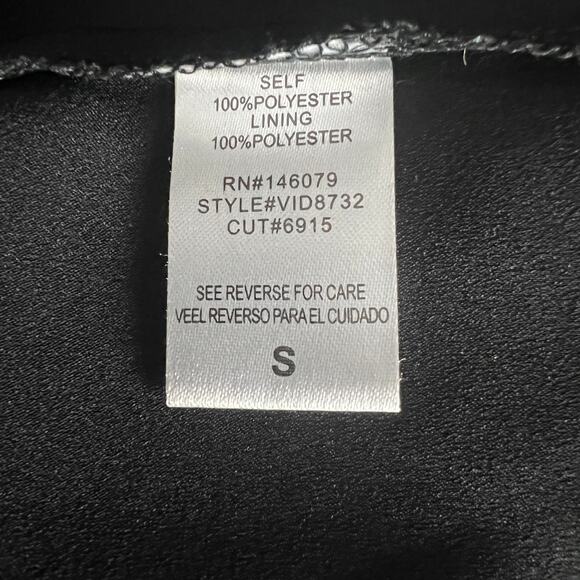 SELF
100%POLYESTER
LINING
100%POLYESTER
RN#146079
STYLE#VID8732
CUT#6915
SEE REVERSE FOR CARE
VEEL REVERSO PARA EL CUIDADO
S